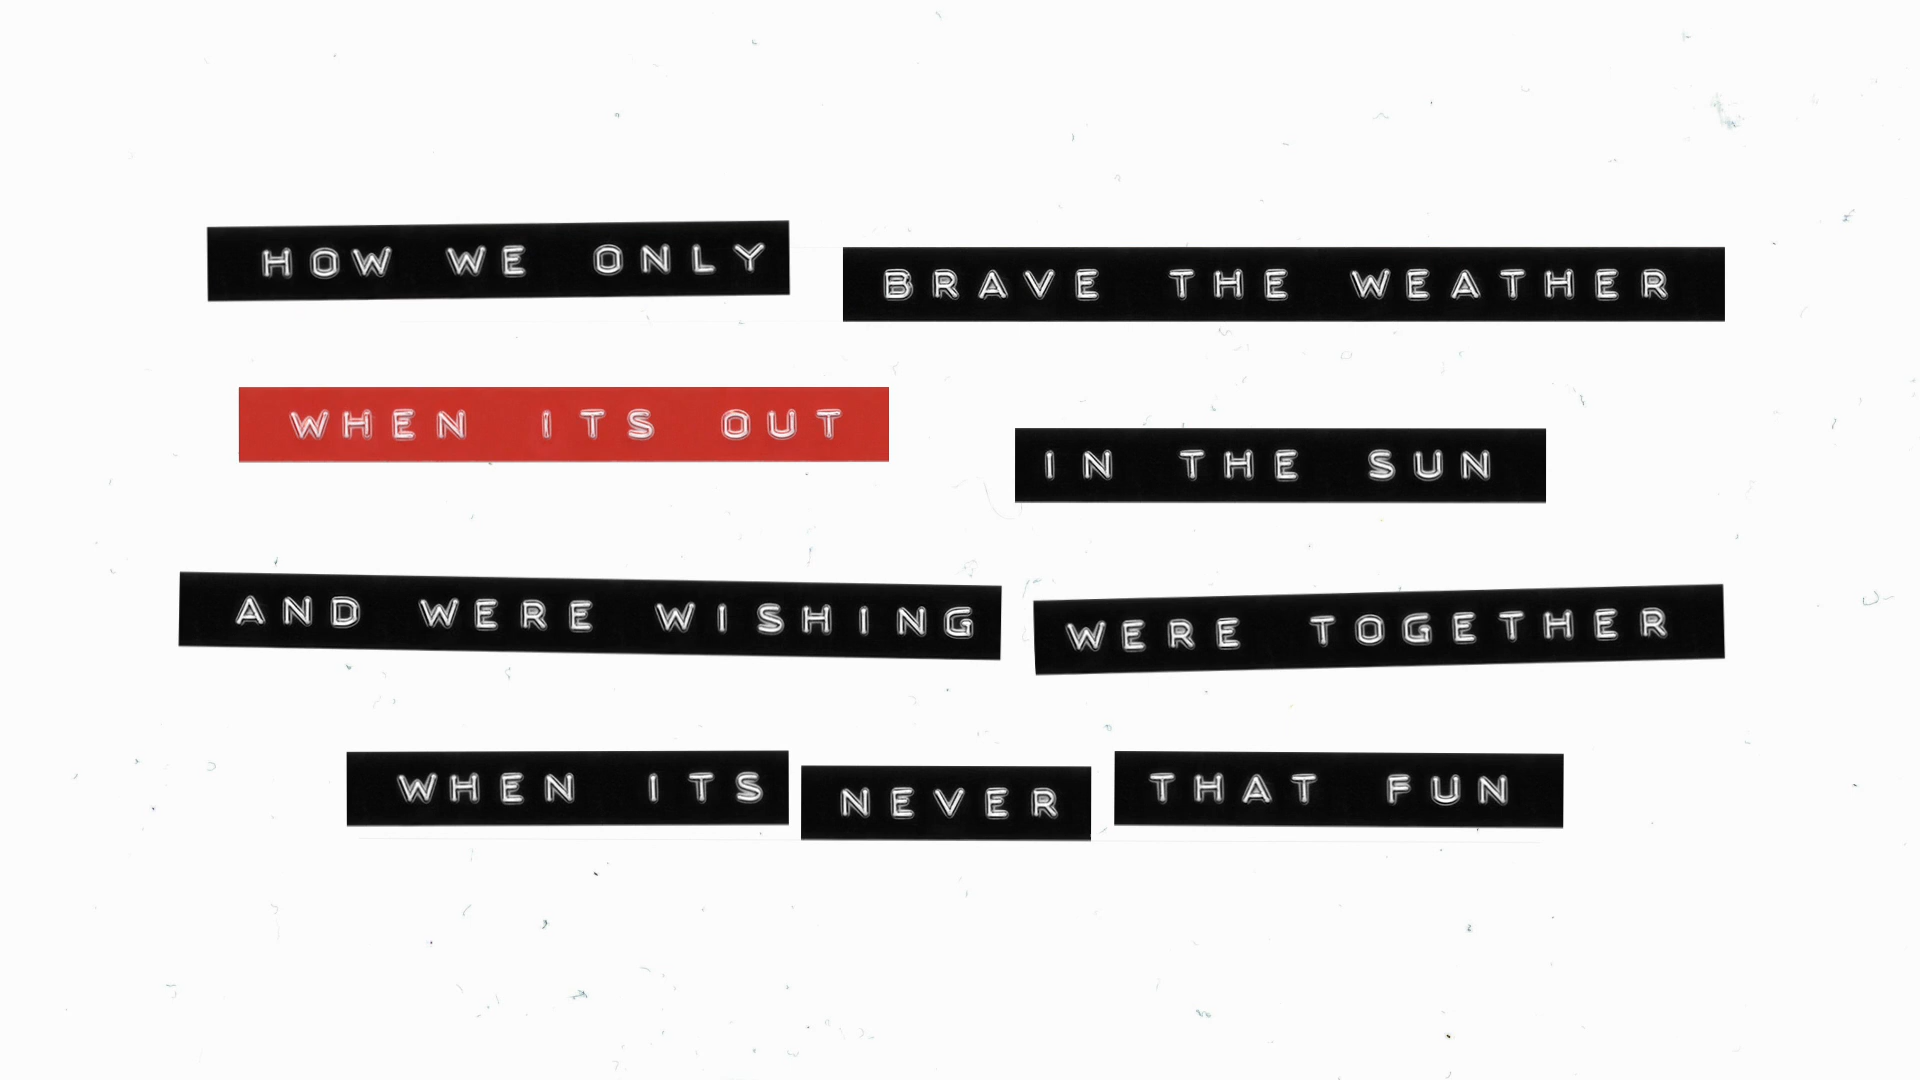 HOW WE ONLY BRAVE THE WEATHER
WHEN ITS OUT IN THE SUN
AND WERE WISHING WERE TOGETHER
WHEN ITS NEVER THAT FUN